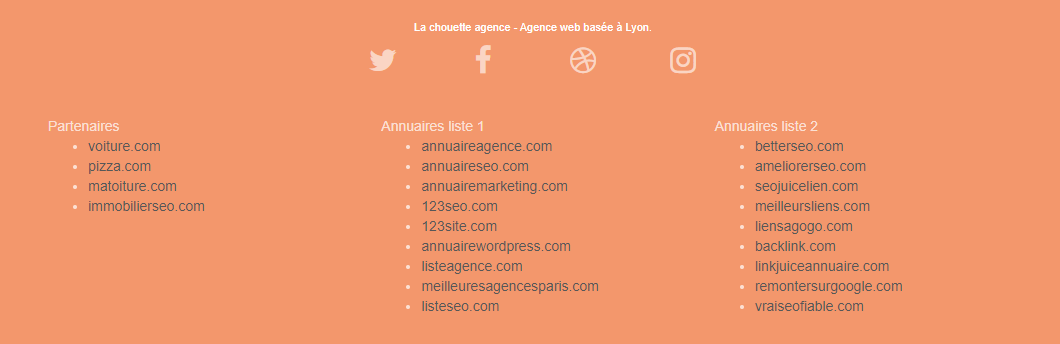 La chouette agence - Agence web basée à Lyon.
Partenaires
voiture.com
pizza.com
matoiture.com
immobilierseo.com
Annuaires liste 1
annuaireagence.com
annuaireseo.com
annuairemarketing.com
123seo.com
123site.com
annuairewordpress.com
listeagence.com
meilleuresagencesparis.com
listeseo.com
Annuaires liste 2
betterseo.com
ameliorerseo.com
seojuicelien.com
meilleursliens.com
liensagogo.com
backlink.com
linkjuiceannuaire.com
remontersurgoogle.com
vraiseofiable.com